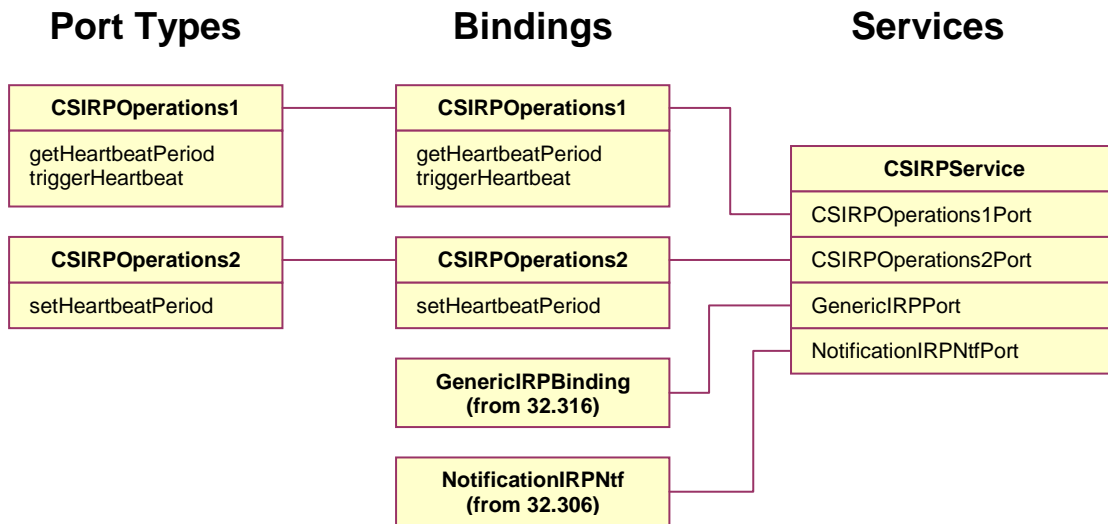 Port Types
Bindings
Services
CSIRPOperations1
getHeartbeatPeriod
triggerHeartbeat
CSIRPOperations2
setHeartbeatPeriod
CSIRPOperations1
getHeartbeatPeriod
triggerHeartbeat
CSIRPOperations2
setHeartbeatPeriod
GenericIRPBinding
(from 32.316)
NotificationIRPNtf
(from 32.306)
CSIRPService
CSIRPOperations1Port
CSIRPOperations2Port
GenericIRPPort
NotificationIRPNtfPort